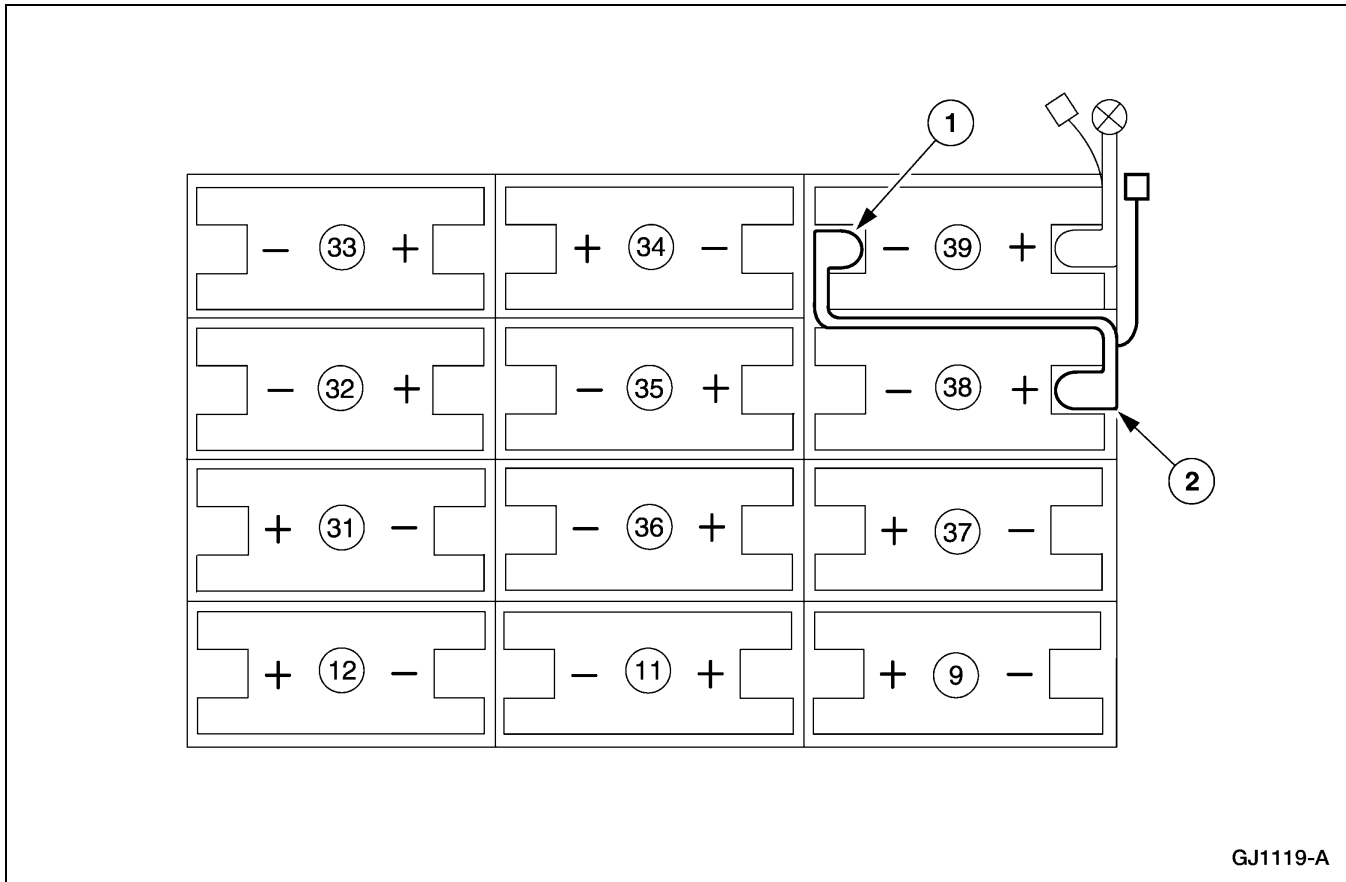 1
− 33 +
+ 34 −
− 39 +
− 32 +
− 35 +
− 38 +
2
+ 31 −
− 36 +
+ 37 −
+ 12 −
− 11 +
+ 9 −
GJ1119-A